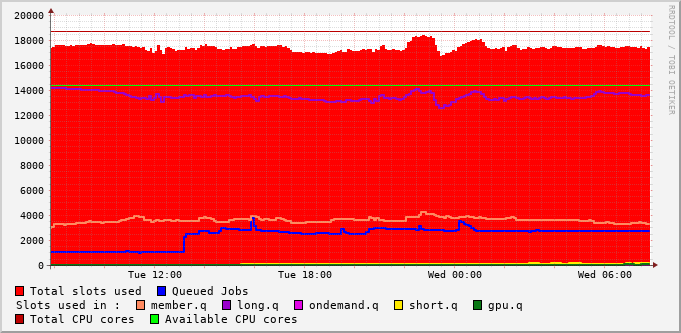 20000
18000
16000
14000
12000
10000
8000
6000
4000
2000
0
Tue 12:00 Tue 18:00 Wed 00:00 Wed 06:00
RRDTOOL / TOBI OETIKER
Total slots used Queued Jobs
Slots used in : member.q long.q ondemand.q short.q gpu.q
Total CPU cores Available CPU cores